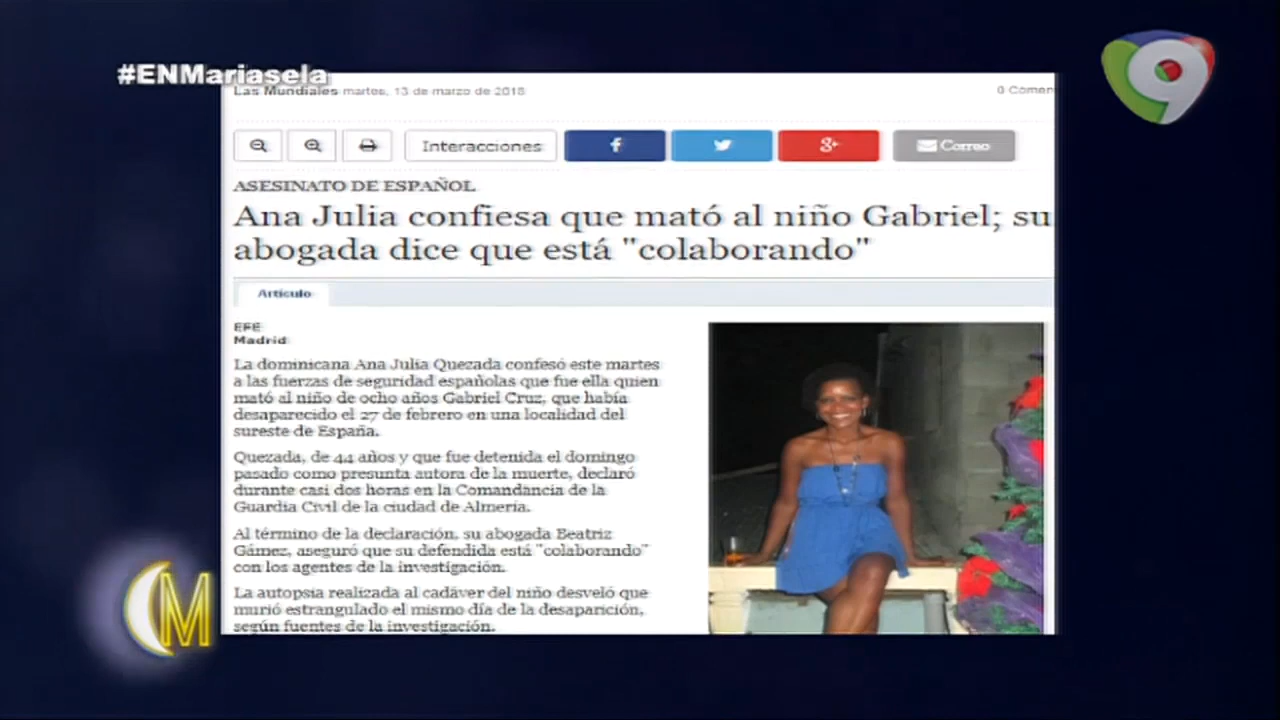 #ENMariasela
9
Las Mundiales martes, 13 de marzo de 2018
0 Comen
Interacciones
f
g+
Correo
ASESINATO DE ESPAÑOL
Ana Julia confiesa que mató al niño Gabriel; su
abogada dice que está "colaborando"
Artículo
EFE
Madrid
La dominicana Ana Julia Quezada confesó este martes
a las fuerzas de seguridad españolas que fue ella quien
mató al niño de ocho años Gabriel Cruz, que había
desaparecido el 27 de febrero en una localidad del
sureste de España.
Quezada, de 44 años y que fue detenida el domingo
pasado como presunta autora de la muerte, declaró
durante casi dos horas en la Comandancia de la
Guardia Civil de la ciudad de Almería.
Al término de la declaración, su abogada Beatriz
Gámez, aseguró que su defendida está "colaborando"
con los agentes de la investigación.
La autopsia realizada al cadáver del niño desveló que
murió estrangulado el mismo día de la desaparición,
según fuentes de la investigación.
M